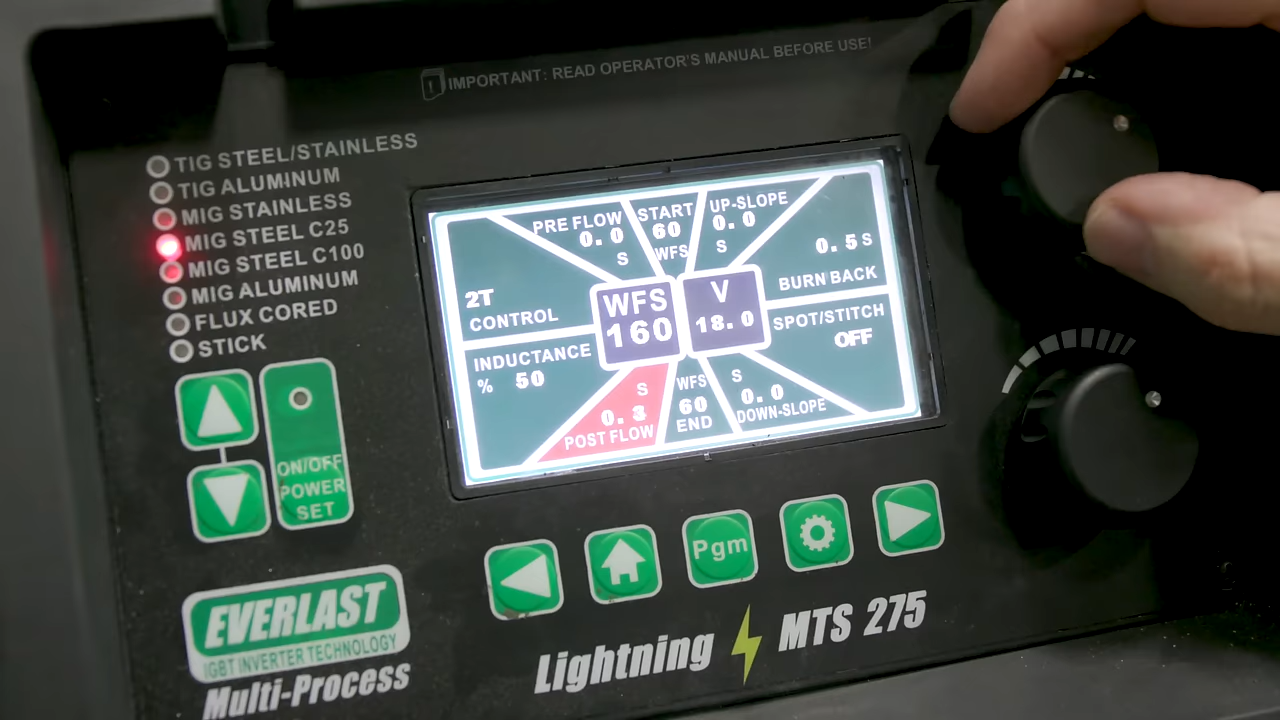 IMPORTANT: READ OPERATOR'S MANUAL BEFORE USE!
TIG STEEL/STAINLESS
TIG ALUMINUM
MIG STAINLESS
MIG STEEL C25
MIG STEEL C100
MIG ALUMINUM
FLUX CORED
STICK
PRE FLOW
0.0
S
START
60
WFS
UP-SLOPE
0.0
S
0.5 S
BURN BACK
2T
CONTROL
WFS
160
V
18.0
SPOT/STITCH
OFF
INDUCTANCE
% 50
S
0.3
POST FLOW
WFS
60
END
S
0.0
DOWN-SLOPE
ON/OFF
POWER
SET
Pgm
EVERLAST
IGBT INVERTER TECHNOLOGY
Multi-Process
Lightning MTS 275